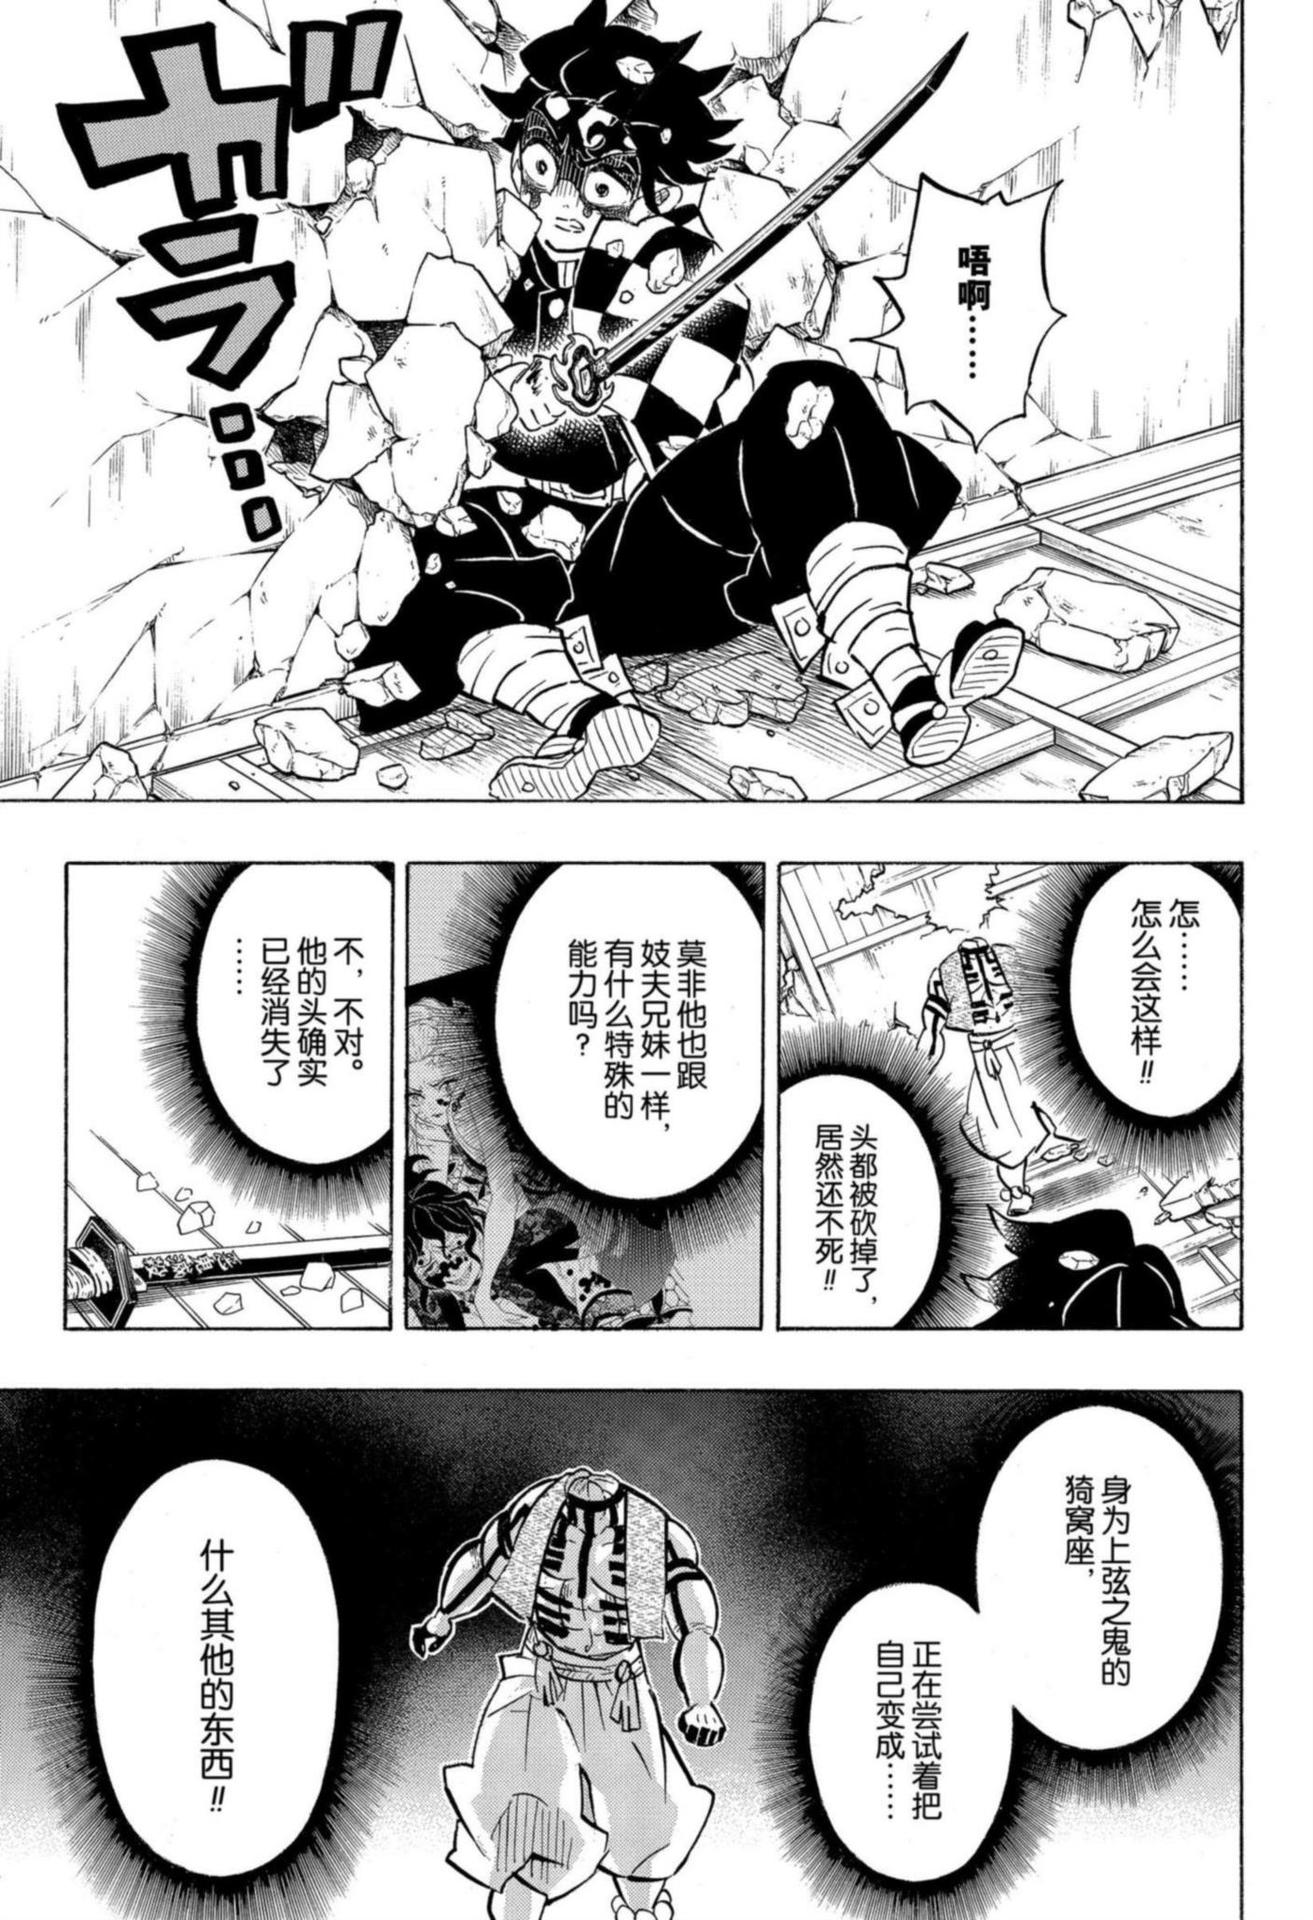 ザラ…
唔
啊……
怎……
怎么会这样!!
头都被砍掉了，
居然还不死!!
莫非他也跟
妓夫兄妹一样，
有什么特殊的
能力吗？
不，不对。
他的头确实
已经消失了
……
身为上弦之鬼的
猗窝座，
正在尝试着把
自己变成……
什么其他的东西!!